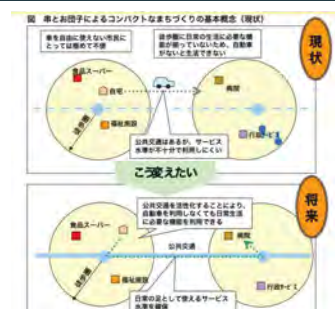 図 串とお団子によるコンパクトなまちづくりの基本概念（現状）
現状
車を自由に使えない市民に
とっては極めて不便
徒歩圏に日常の生活に必要な機
能が揃っていないため、自動車
がないと生活できない
食品スーパー
自宅
病院
福祉施設
徒歩圏
公共交通はあるが、サービス
水準が不十分で利用しにくい
こう変えたい
将来
公共交通を活性化することにより、
自動車を利用しなくても日常生活
に必要な機能を利用できる
食品スーパー
病院
公共交通
福祉施設
徒歩圏
行政サービス
日常の足として使えるサービス
水準を確保